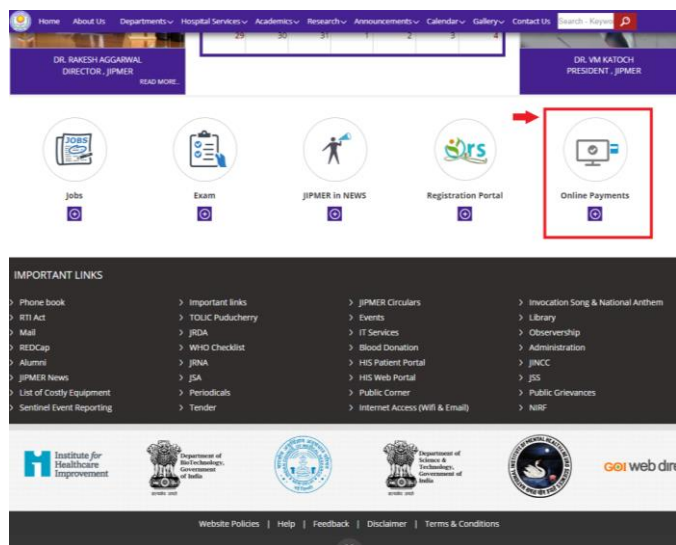 Home About Us Departments Hospital Services Academics Research Announcements Calendar Gallery Contact Us Search - Keywo
29 30 31 1 2 3 4
DR. RAKESH AGGARWAL
DIRECTOR , JIPMER
READ MORE..
DR. VM KATOCH
PRESIDENT , JIPMER
JOBS
rs
Jobs
Exam
JIPMER in NEWS
Registration Portal
Online Payments
IMPORTANT LINKS
Phone book
RTI Act
Mail
REDCap
Alumni
JIPMER News
List of Costly Equipment
Sentinel Event Reporting
Important links
TOLIC Puducherry
JRDA
WHO Checklist
JRNA
JSA
Periodicals
Tender
JIPMER Circulars
Events
IT Services
Blood Donation
HIS Patient Portal
HIS Web Portal
Public Corner
Internet Access (Wifi & Email)
Invocation Song & National Anthem
Library
Observership
Administration
JNCC
JSS
Public Grievances
NIRF
Institute for
Healthcare
Improvement
Department of
BioTechnology,
Government
of India
Department of
Science &
Technology,
Government of
India
GOI web dire
Website Policies | Help | Feedback | Disclaimer | Terms & Conditions